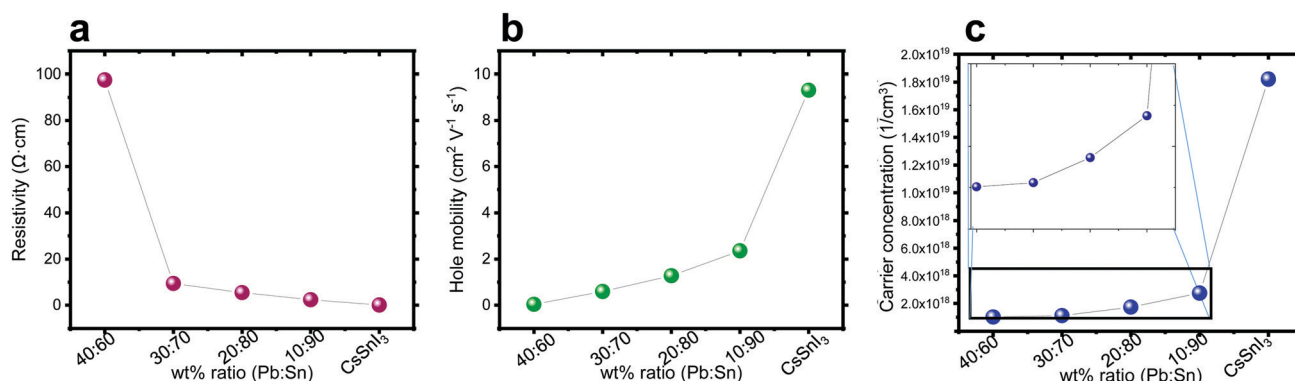 a
Resistivity (Ω·cm)
100
80
60
40
20
0
40:60
30:70
20:80
10:90
CsSnI₃
wt% ratio (Pb:Sn)
b
Hole mobility (cm² V⁻¹ s⁻¹)
10
8
6
4
2
0
40:60
30:70
20:80
10:90
CsSnI₃
wt% ratio (Pb:Sn)
c
Carrier concentration (1/cm³)
2.0x10¹⁹
1.8x10¹⁹
1.6x10¹⁹
1.4x10¹⁹
1.2x10¹⁹
1.0x10¹⁹
8.0x10¹⁸
6.0x10¹⁸
4.0x10¹⁸
2.0x10¹⁸
40:60
30:70
20:80
10:90
CsSnI₃
wt% ratio (Pb:Sn)